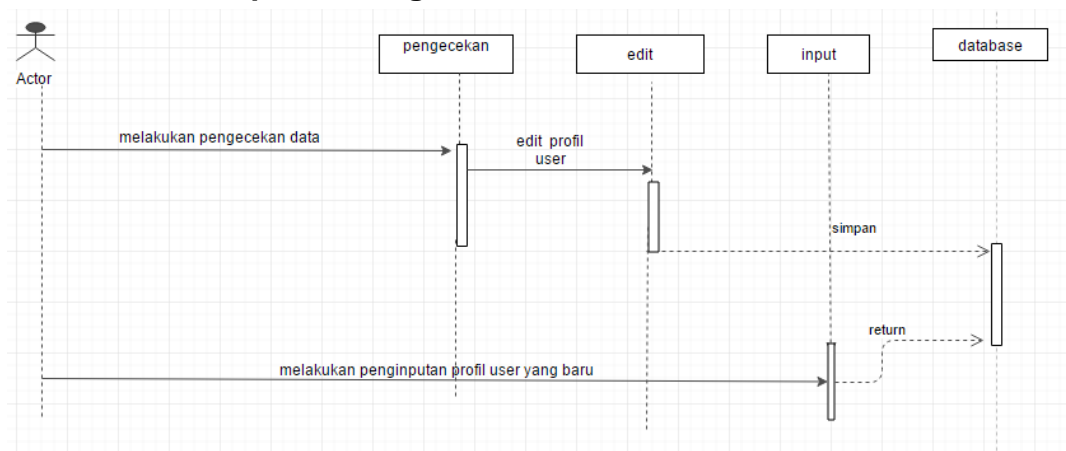 pengecekan
edit
input
database
Actor
melakukan pengecekan data
edit profil
user
simpan
return
melakukan penginputan profil user yang baru